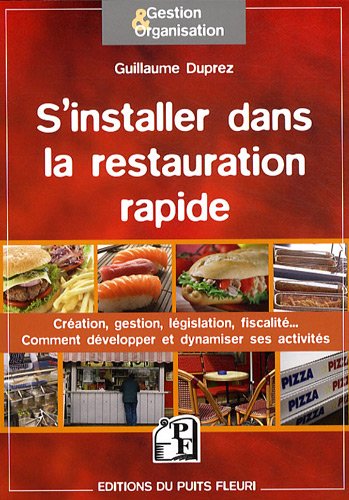 Gestion
& Organisation
Guillaume Duprez
S'installer dans
la restauration
rapide
Création, gestion, législation, fiscalité...
Comment développer et dynamiser ses activités
PIZZA
PIZZA
PIZZA
PIZZA
PF
EDITIONS DU PUITS FLEURI